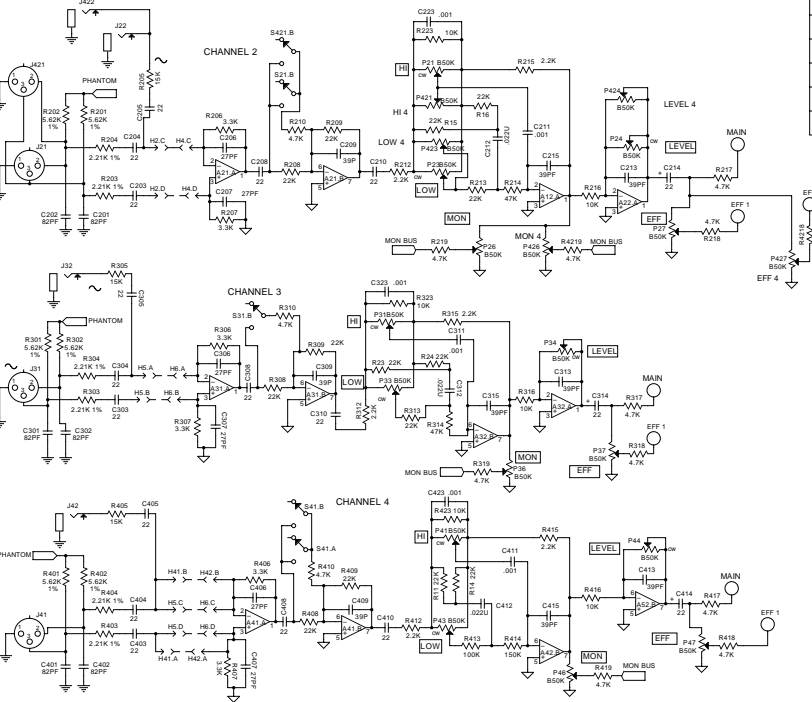 J422
J22
R205
15K
C205
22
J421
PHANTOM
R202
5.62K
1%
R201
5.62K
1%
J21
R204
2.21K 1%
C204
22
H2.C
H4.C
R203
2.21K 1%
C203
22
H2.D
H4.D
C202
82PF
C201
82PF
CHANNEL 2
S421.B
S21.B
R206
3.3K
C206
27PF
A21.A
C207
27PF
R207
3.3K
C208
22
R210
4.7K
R208
22K
R209
22K
C209
39P
A21.B
C210
22
R212
2.2K
C223 .001
R223
10K
HI
P21 B50K
CW
P421
B50K
HI 4
22K
R16
22K
R15
LOW 4
P423
B50K
P23
B50K
LOW
CW
C212
.022U
R213
22K
R214
47K
R215 2.2K
C211
.001
C215
39PF
A12.A
MON
MON 4
MON BUS
R219
4.7K
P26
B50K
P426
B50K
R4219
4.7K
MON BUS
R216
10K
P424
B50K
LEVEL 4
P24
B50K
CW
LEVEL
C213
39PF
A22.A
C214
22
MAIN
R217
4.7K
EFF
P27
B50K
4.7K
R218
EFF 1
P427
B50K
EFF 4
R4218
J32
R305
15K
C305
22
PHANTOM
R301
5.62K
1%
R302
5.62K
1%
J31
R304
2.21K 1%
C304
22
H5.A
H6.A
R303
2.21K 1%
C303
22
H5.B
H6.B
C301
82PF
C302
82PF
CHANNEL 3
S31.B
R310
4.7K
R306
3.3K
C306
27PF
A31.A
R307
3.3K
C307
27PF
C308
22
R308
22K
R309
22K
C309
39P
A31.B
C310
22
R312
2.2K
C323 .001
R323
10K
HI
P31
B50K
CW
R23 22K
R24 22K
LOW
P33 B50K
CW
C312
.022U
R313
22K
R314
47K
R315 2.2K
C311
.001
C315
39PF
A32.B
MON
MON BUS
R319
4.7K
P36
B50K
R316
10K
P34
B50K
CW
LEVEL
C313
39PF
A32.A
C314
22
MAIN
R317
4.7K
P37
B50K
EFF
R318
4.7K
EFF 1
J42
R405
15K
C405
22
PHANTOM
R401
5.62K
1%
R402
5.62K
1%
J41
R404
2.21K 1%
C404
22
H41.B
H42.B
H5.C
H6.C
R403
2.21K 1%
C403
22
H5.D
H6.D
H41.A
H42.A
C401
82PF
C402
82PF
CHANNEL 4
S41.B
S41.A
R406
3.3K
C406
27PF
A41.A
R407
3.3K
C407
27PF
C408
22
R410
4.7K
R408
22K
R409
22K
C409
39P
A41.B
C410
22
R412
2.2K
C423 .001
R423 10K
HI
P41
B50K
CW
R11 22K
R14 22K
.022U
C412
P43 B50K
LOW
CW
R413
100K
R414
150K
R415
2.2K
C411
.001
C415
39PF
A42.B
MON
P46
B50K
R419
4.7K
MON BUS
R416
10K
LEVEL
P44
B50K
CW
C413
39PF
A52.B
C414
22
MAIN
R417
4.7K
EFF
P47
B50K
R418
4.7K
EFF 1